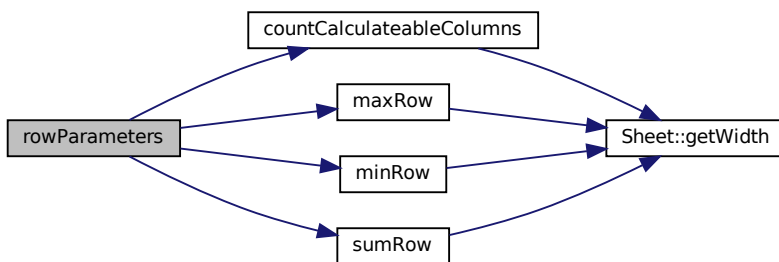 countCalculateableColumns
maxRow
rowParameters
Sheet::getWidth
minRow
sumRow